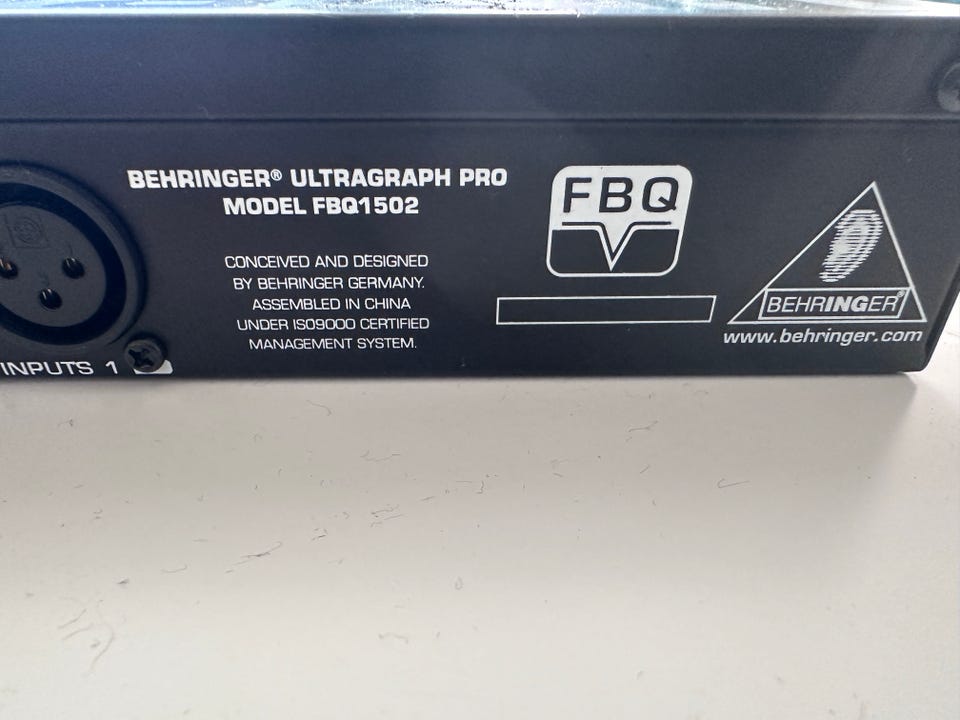 BEHRINGER® ULTRAGRAPH PRO
MODEL FBQ1502
CONCEIVED AND DESIGNED
BY BEHRINGER GERMANY.
ASSEMBLED IN CHINA
UNDER ISO9000 CERTIFIED
MANAGEMENT SYSTEM.
INPUTS 1
FBQ
BEHRINGER®
www.behringer.com